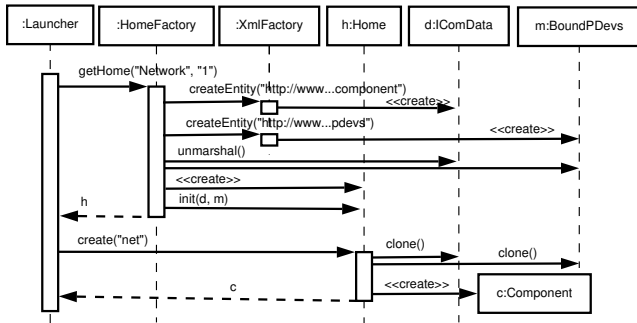 :Launcher :HomeFactory :XmlFactory h:Home d:IComData m:BoundPDevs
getHome("Network", "1")
createEntity("http://www...component")
<<create>>
createEntity("http://www...pdevs")
<<create>>
unmarshal()
<<create>>
h
init(d, m)
create("net")
clone()
clone()
c
<<create>>
c:Component